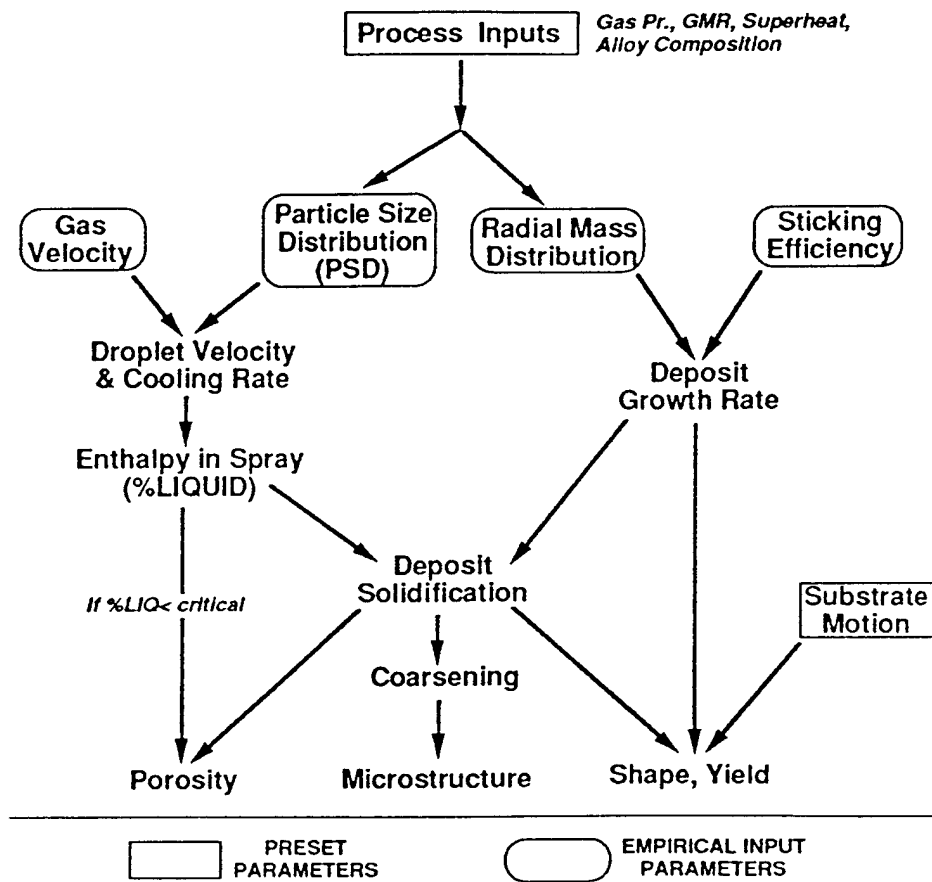 Process Inputs
Gas Pr., GMR, Superheat,
Alloy Composition
Gas
Velocity
Particle Size
Distribution
(PSD)
Radial Mass
Distribution
Sticking
Efficiency
Droplet Velocity
& Cooling Rate
Deposit
Growth Rate
Enthalpy in Spray
(%LIQUID)
Deposit
Solidification
If %LIQ< critical
Substrate
Motion
Coarsening
Porosity
Microstructure
Shape, Yield
PRESET
PARAMETERS
EMPIRICAL INPUT
PARAMETERS